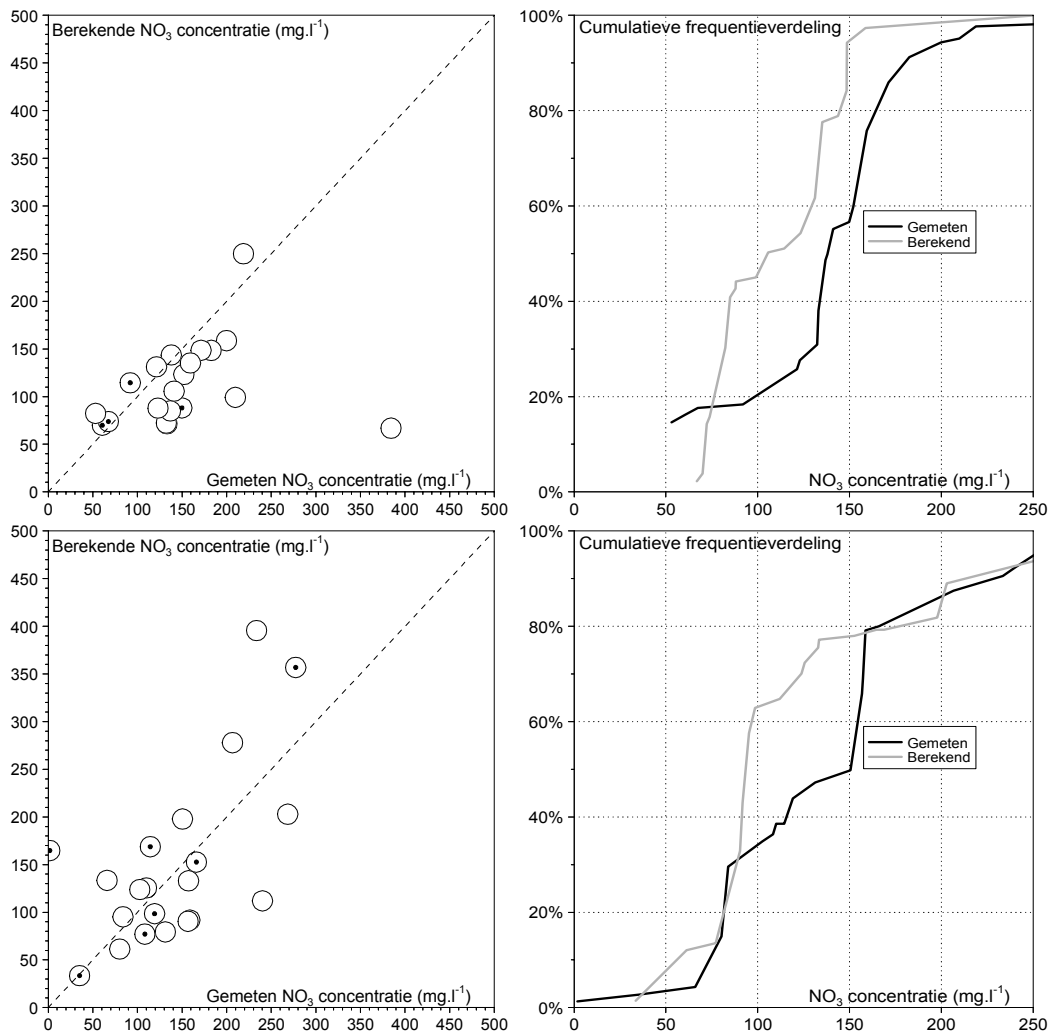 Berekende NO₃ concentratie (mg.l⁻¹)
500
450
400
350
300
250
200
150
100
50
0
Gemeten NO₃ concentratie (mg.l⁻¹)
0 50 100 150 200 250 300 350 400 450 500
Cumulatieve frequentieverdeling
100%
80%
60%
40%
20%
0%
Gemeten
Berekend
NO₃ concentratie (mg.l⁻¹)
0 50 100 150 200 250
Berekende NO₃ concentratie (mg.l⁻¹)
500
450
400
350
300
250
200
150
100
50
0
Gemeten NO₃ concentratie (mg.l⁻¹)
0 50 100 150 200 250 300 350 400 450 500
Cumulatieve frequentieverdeling
100%
80%
60%
40%
20%
0%
Gemeten
Berekend
NO₃ concentratie (mg.l⁻¹)
0 50 100 150 200 250